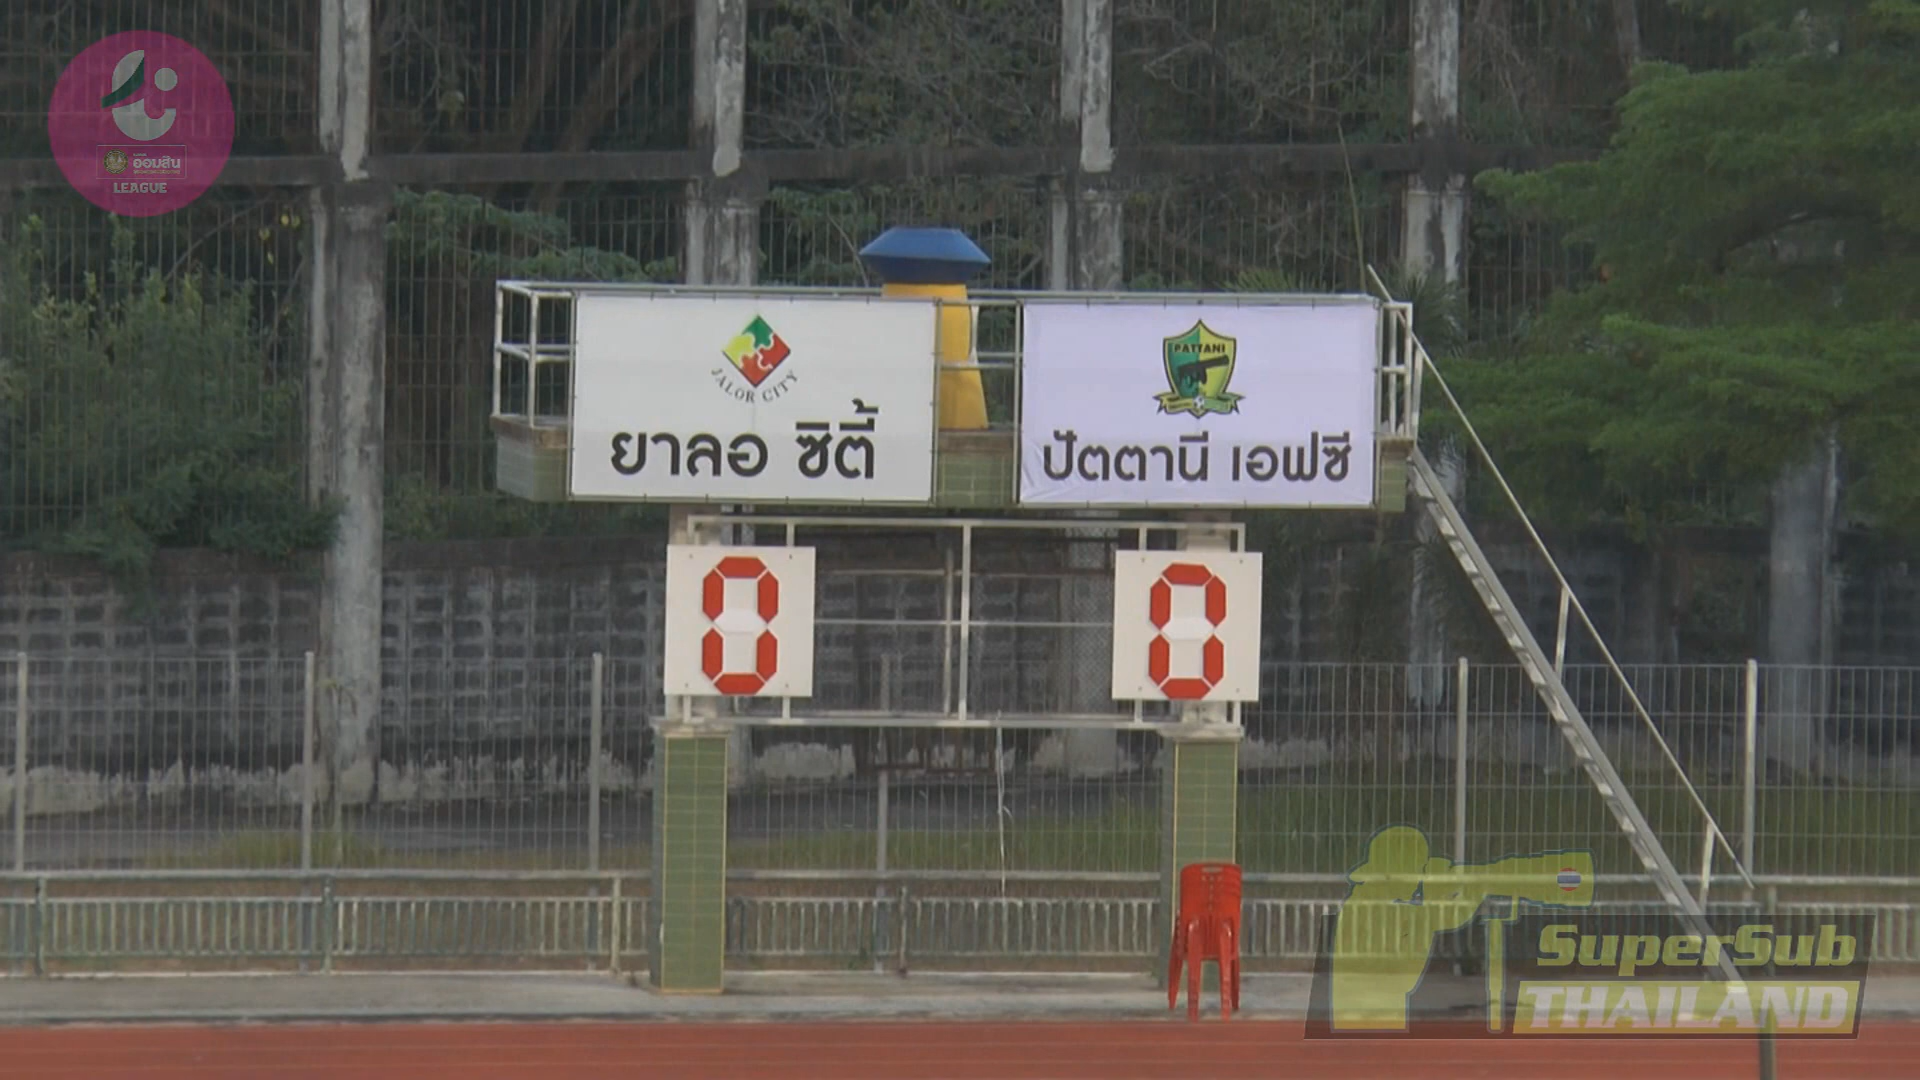 ออมสิน
LEAGUE
JALOR CITY
ยาลอ ซิตี้
PATTANI
ปัตตานี เอฟซี
0
0
SuperSub
THAILAND